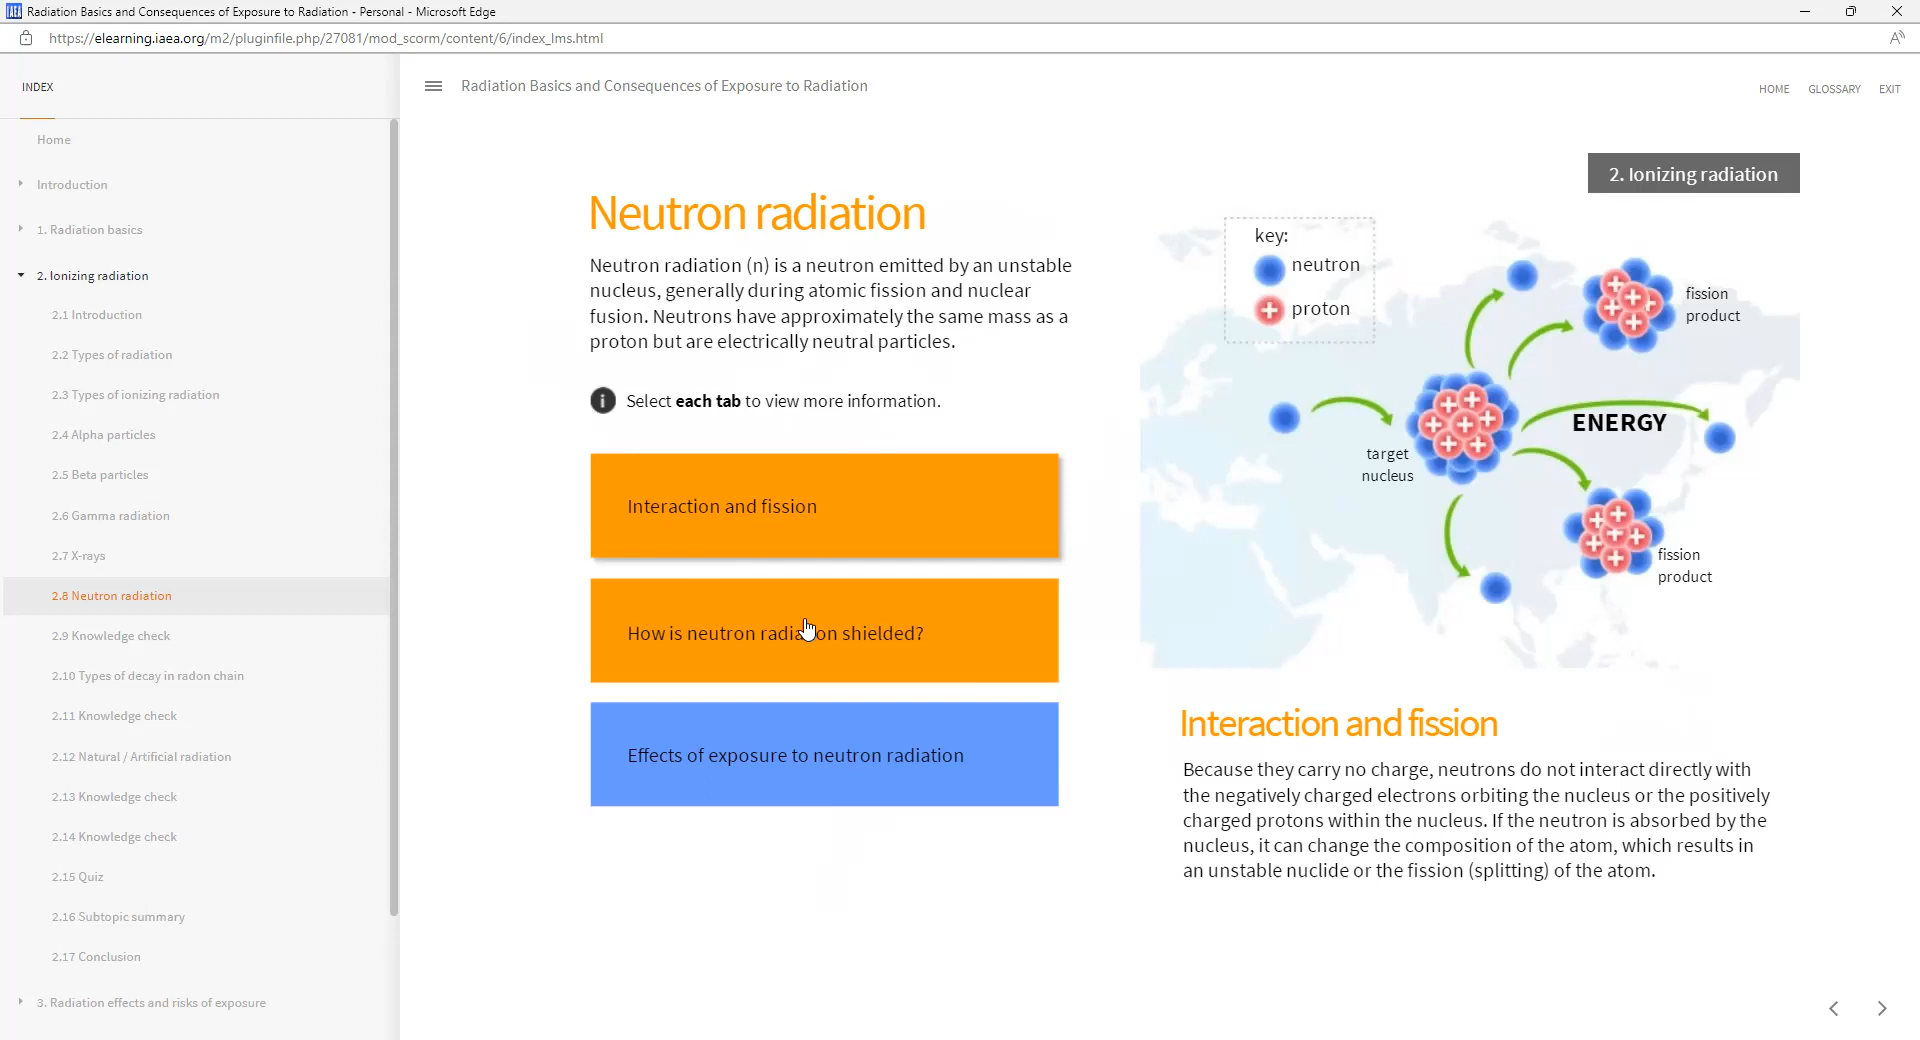 IAEA Radiation Basics and Consequences of Exposure to Radiation - Personal - Microsoft Edge
https://elearning.iaea.org/m2/pluginfile.php/27081/mod_scorm/content/6/index_lms.html
INDEX
Home
Introduction
1. Radiation basics
2. Ionizing radiation
2.1 Introduction
2.2 Types of radiation
2.3 Types of ionizing radiation
2.4 Alpha particles
2.5 Beta particles
2.6 Gamma radiation
2.7 X-rays
2.8 Neutron radiation
2.9 Knowledge check
2.10 Types of decay in radon chain
2.11 Knowledge check
2.12 Natural / Artificial radiation
2.13 Knowledge check
2.14 Knowledge check
2.15 Quiz
2.16 Subtopic summary
2.17 Conclusion
3. Radiation effects and risks of exposure
Radiation Basics and Consequences of Exposure to Radiation
HOME GLOSSARY EXIT
2. Ionizing radiation
Neutron radiation
Neutron radiation (n) is a neutron emitted by an unstable
nucleus, generally during atomic fission and nuclear
fusion. Neutrons have approximately the same mass as a
proton but are electrically neutral particles.
Select each tab to view more information.
Interaction and fission
How is neutron radiation shielded?
Effects of exposure to neutron radiation
key:
neutron
proton
fission
product
ENERGY
target
nucleus
fission
product
Interaction and fission
Because they carry no charge, neutrons do not interact directly with
the negatively charged electrons orbiting the nucleus or the positively
charged protons within the nucleus. If the neutron is absorbed by the
nucleus, it can change the composition of the atom, which results in
an unstable nuclide or the fission (splitting) of the atom.